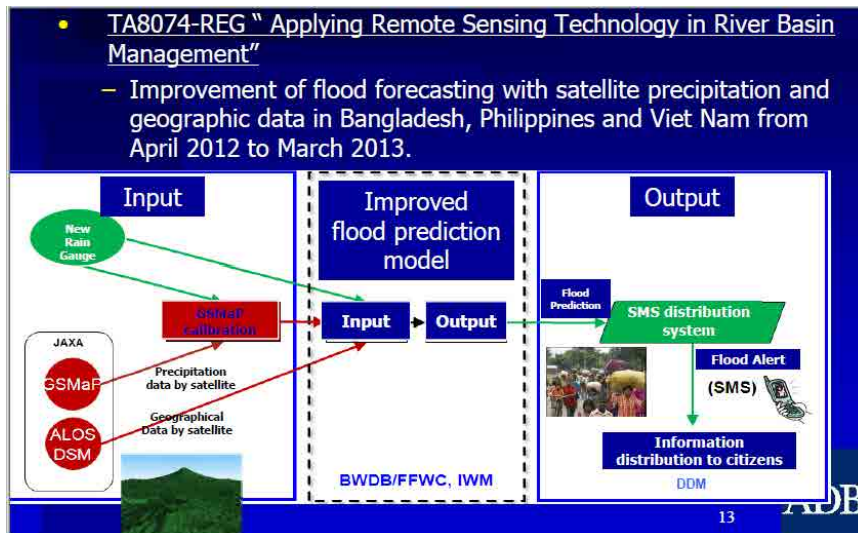 • TA8074-REG “ Applying Remote Sensing Technology in River Basin
Management”
– Improvement of flood forecasting with satellite precipitation and
geographic data in Bangladesh, Philippines and Viet Nam from
April 2012 to March 2013.
Input
New
Rain
Gauge
GSMaP
calibration
JAXA
GSMaP
Precipitation
data by satellite
ALOS
DSM
Geographical
Data by satellite
Improved
flood prediction
model
Input
Output
BWDB/FFWC, IWM
Output
Flood
Prediction
SMS distribution
system
Flood Alert
(SMS)
Information
distribution to citizens
DDM
13
ADB